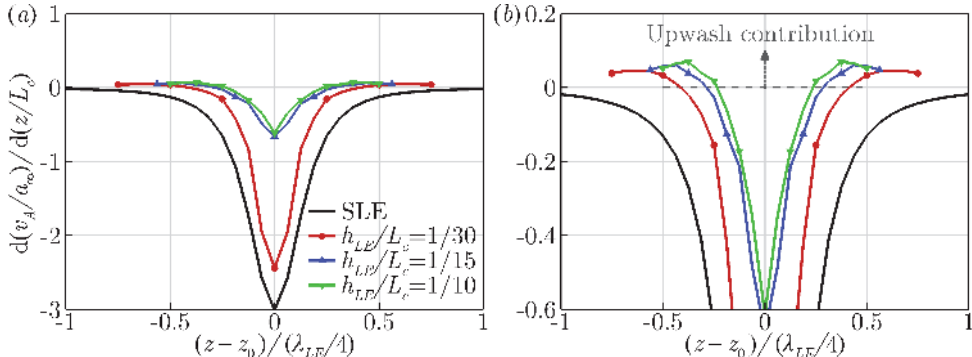 (a)
d(v_A/a_∞)/d(z/L_c)
1
0
-1
-2
-3
SLE
h_LE/L_c=1/30
h_LE/L_c=1/15
h_LE/L_c=1/10
-1 -0.5 0 0.5 1
(z−z_0)/(λ_LE/4)
(b)
0.2
0
-0.2
-0.4
-0.6
Upwash contribution
-1 -0.5 0 0.5 1
(z−z_0)/(λ_LE/4)